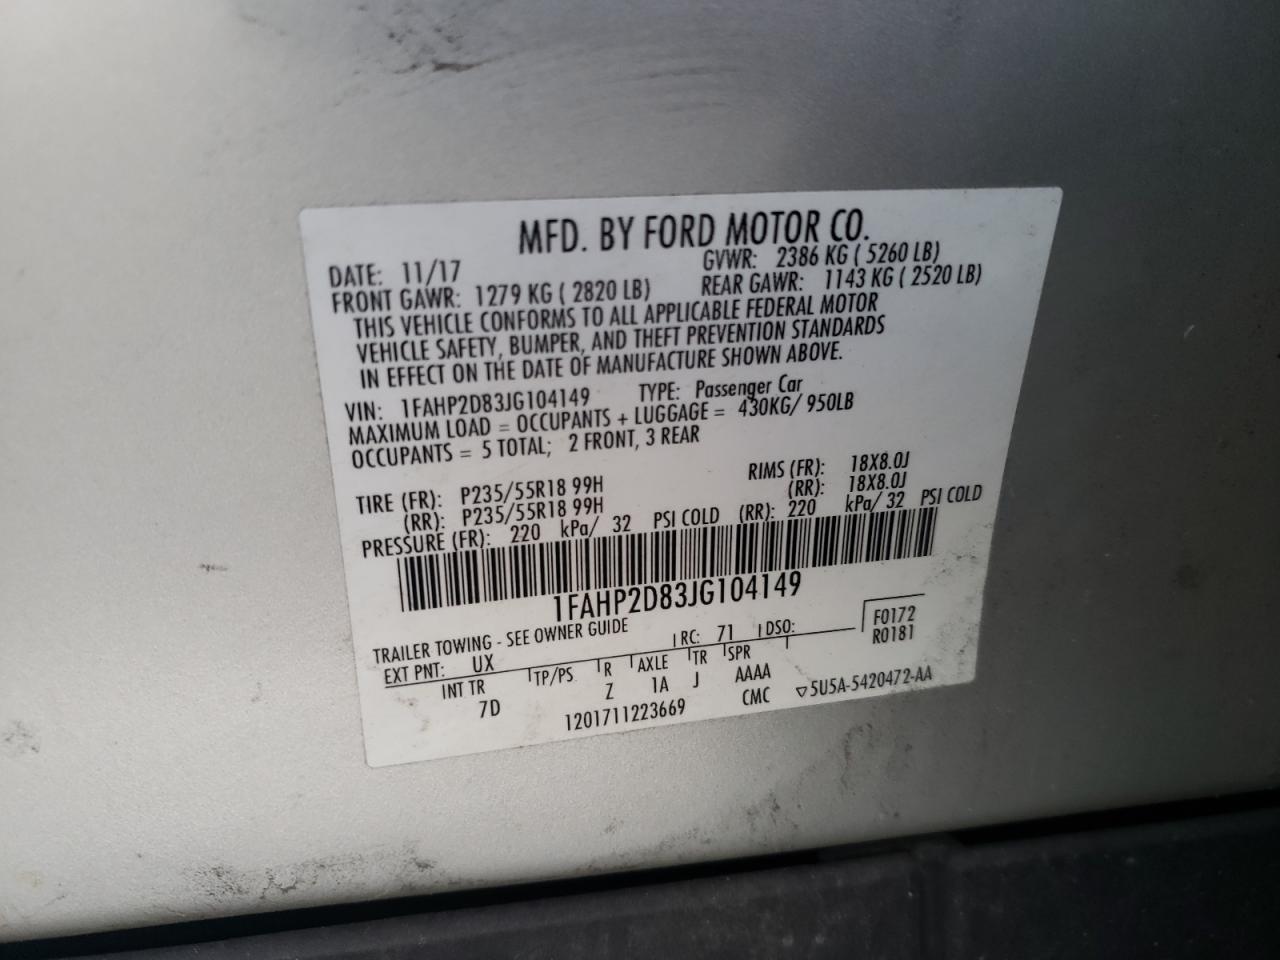 MFD. BY FORD MOTOR CO.
DATE: 11/17 GVWR: 2386 KG ( 5260 LB)
FRONT GAWR: 1279 KG ( 2820 LB) REAR GAWR: 1143 KG ( 2520 LB)
THIS VEHICLE CONFORMS TO ALL APPLICABLE FEDERAL MOTOR
VEHICLE SAFETY, BUMPER, AND THEFT PREVENTION STANDARDS
IN EFFECT ON THE DATE OF MANUFACTURE SHOWN ABOVE.
VIN: 1FAHP2D83JG104149 TYPE: Passenger Car
MAXIMUM LOAD = OCCUPANTS + LUGGAGE = 430KG/ 950LB
OCCUPANTS = 5 TOTAL; 2 FRONT, 3 REAR
TIRE (FR): P235/55R18 99H RIMS (FR): 18X8.0J
(RR): P235/55R18 99H (RR): 18X8.0J
PRESSURE (FR): 220 kPa/ 32 PSI COLD (RR): 220 kPa/ 32 PSI COLD
1FAHP2D83JG104149
TRAILER TOWING - SEE OWNER GUIDE
EXT PNT: UX RC: 71 DSO: F0172
R0181
INT TR TP/PS R AXLE TR SPR
7D Z 1A J AAAA
1201711223669 CMC ▽5U5A-5420472-AA